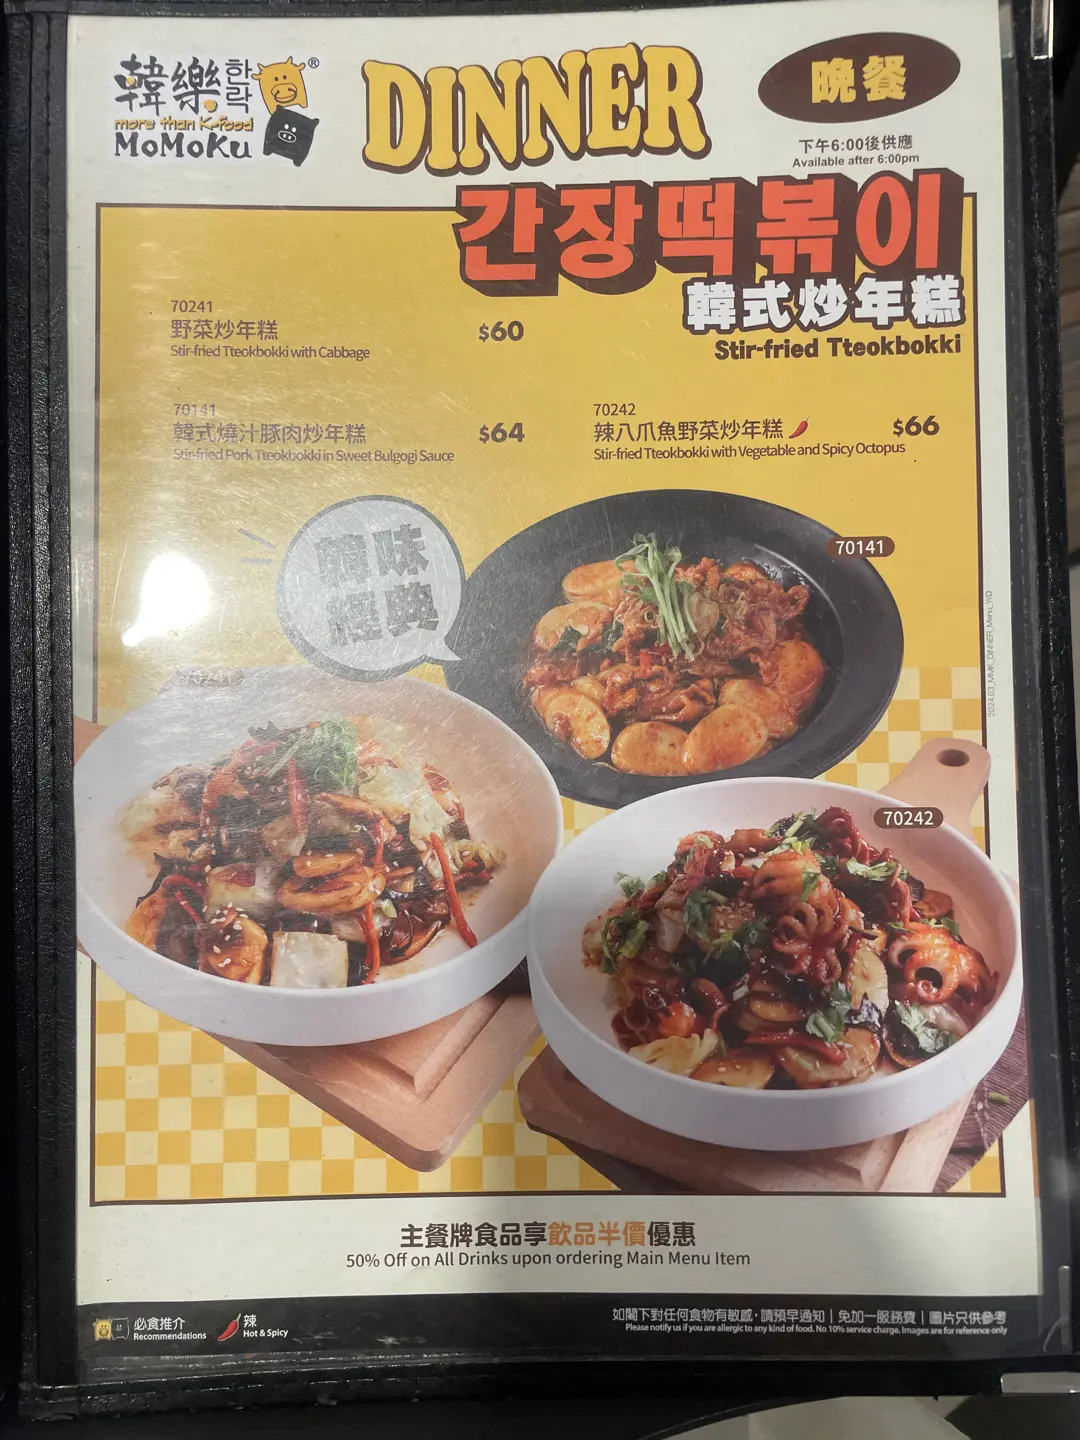 韓樂 한락 ®
more than K-food
MoMoKu
DINNER
晚餐
下午6:00後供應
Available after 6:00pm
간장떡볶이
韓式炒年糕
Stir-fried Tteokbokki
70241
野菜炒年糕 $60
Stir-fried Tteokbokki with Cabbage
70141
韓式燒汁豚肉炒年糕 $64
Stir-fried Pork Tteokbokki in Sweet Bulgogi Sauce
70242
辣八爪魚野菜炒年糕 $66
Stir-fried Tteokbokki with Vegetable and Spicy Octopus
韓味
經典
70141
70241
70242
2024.03_MMK_DINNER_Menu_WD
主餐牌食品享飲品半價優惠
50% Off on All Drinks upon ordering Main Menu Item
必食推介
Recommendations
辣
Hot & Spicy
如閣下對任何食物有敏感，請預早通知 | 免加一服務費 | 圖片只供參考
Please notify us if you are allergic to any kind of food. No 10% service charge. Images are for reference only